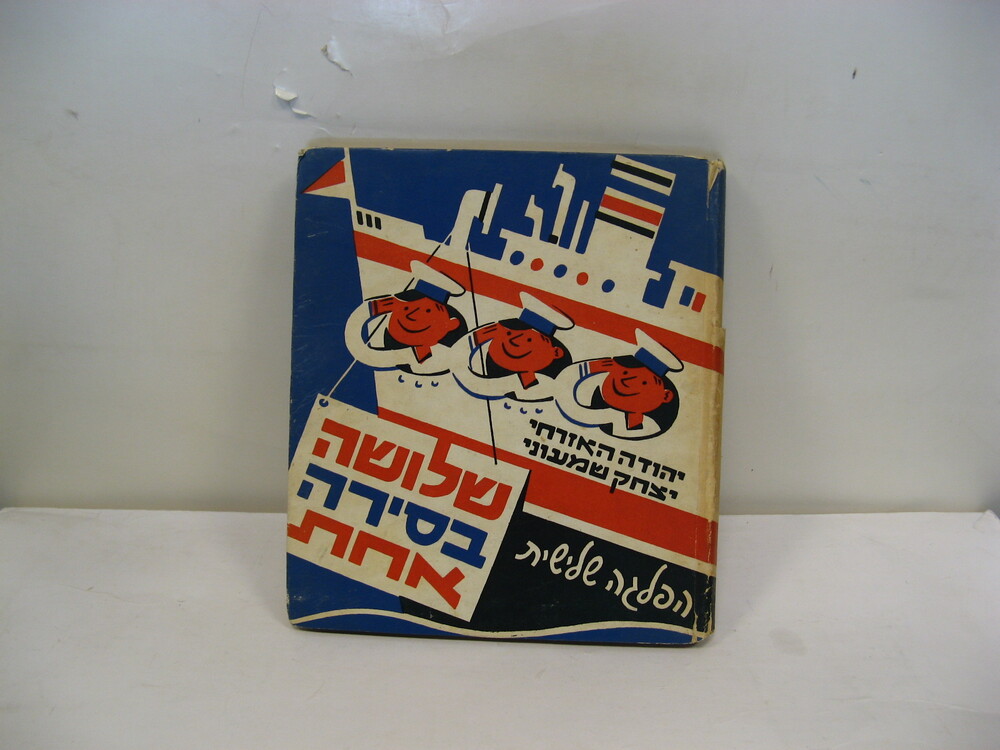 יהודה האזרחי
יצחק שמעוני
שלושה
בסירה
אחת
הפלגה שלישית